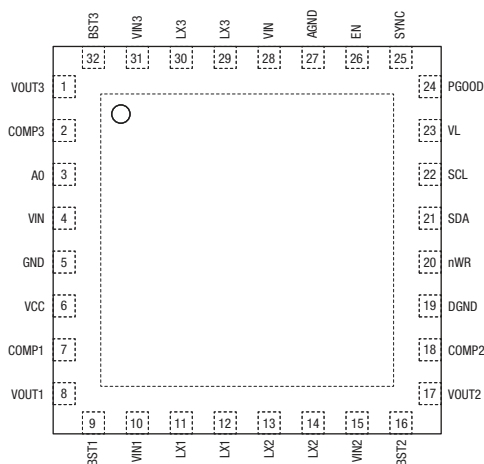 BST3 VIN3 LX3 LX3 VIN AGND EN SYNC
32 31 30 29 28 27 26 25
VOUT3 1 24 PGOOD
COMP3 2 23 VL
A0 3 22 SCL
VIN 4 21 SDA
GND 5 20 nWR
VCC 6 19 DGND
COMP1 7 18 COMP2
VOUT1 8 17 VOUT2
9 10 11 12 13 14 15 16
BST1 VIN1 LX1 LX1 LX2 LX2 VIN2 BST2